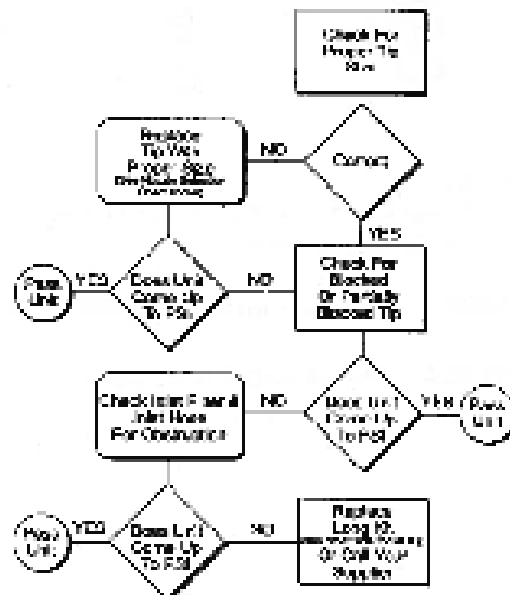 Check For
Proper Tip
Size
Replace
Tip With
Proper Size
NO
Correct
YES
Pass
Unit
YES
Does Unit
Come Up
To PSI
NO
Check For
Blocked
Or Partially
Blocked Tip
Check Inlet Filter &
Inlet Hose
For Observation
NO
Does Unit
Come Up
To PSI
YES
Pass
Unit
Pass
Unit
YES
Does Unit
Come Up
To PSI
NO
Replace
Long Kit
Or Call Your
Supplier